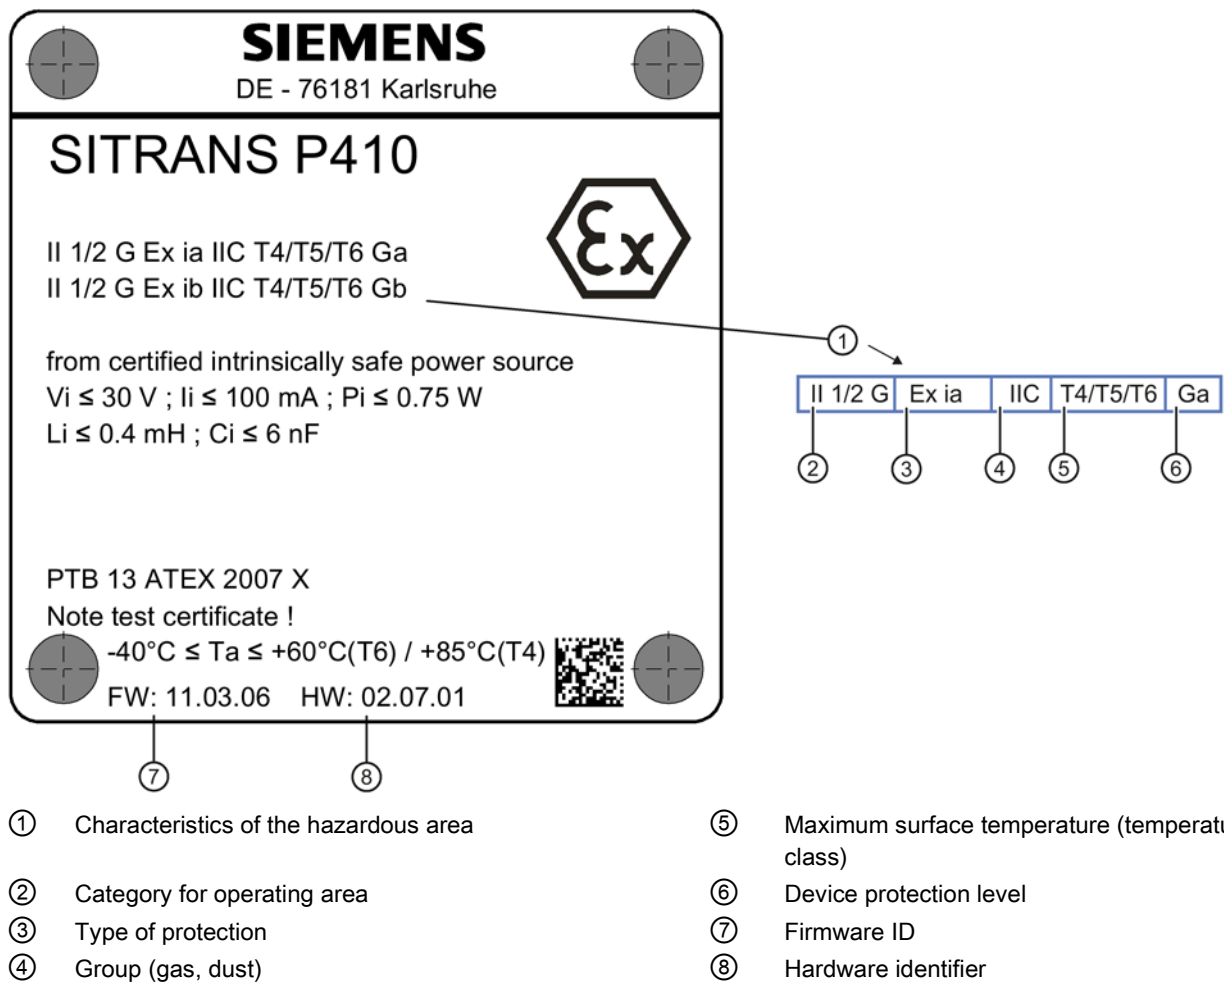 SIEMENS
DE - 76181 Karlsruhe
SITRANS P410
Ex
II 1/2 G Ex ia IIC T4/T5/T6 Ga
II 1/2 G Ex ib IIC T4/T5/T6 Gb
from certified intrinsically safe power source
Vi ≤ 30 V ; Ii ≤ 100 mA ; Pi ≤ 0.75 W
Li ≤ 0.4 mH ; Ci ≤ 6 nF
PTB 13 ATEX 2007 X
Note test certificate !
-40°C ≤ Ta ≤ +60°C(T6) / +85°C(T4)
FW: 11.03.06 HW: 02.07.01
①
II 1/2 G Ex ia IIC T4/T5/T6 Ga
② ③ ④ ⑤ ⑥
⑦ ⑧
① Characteristics of the hazardous area
② Category for operating area
③ Type of protection
④ Group (gas, dust)
⑤ Maximum surface temperature
class)
⑥ Device protection level
⑦ Firmware ID
⑧ Hardware identifier